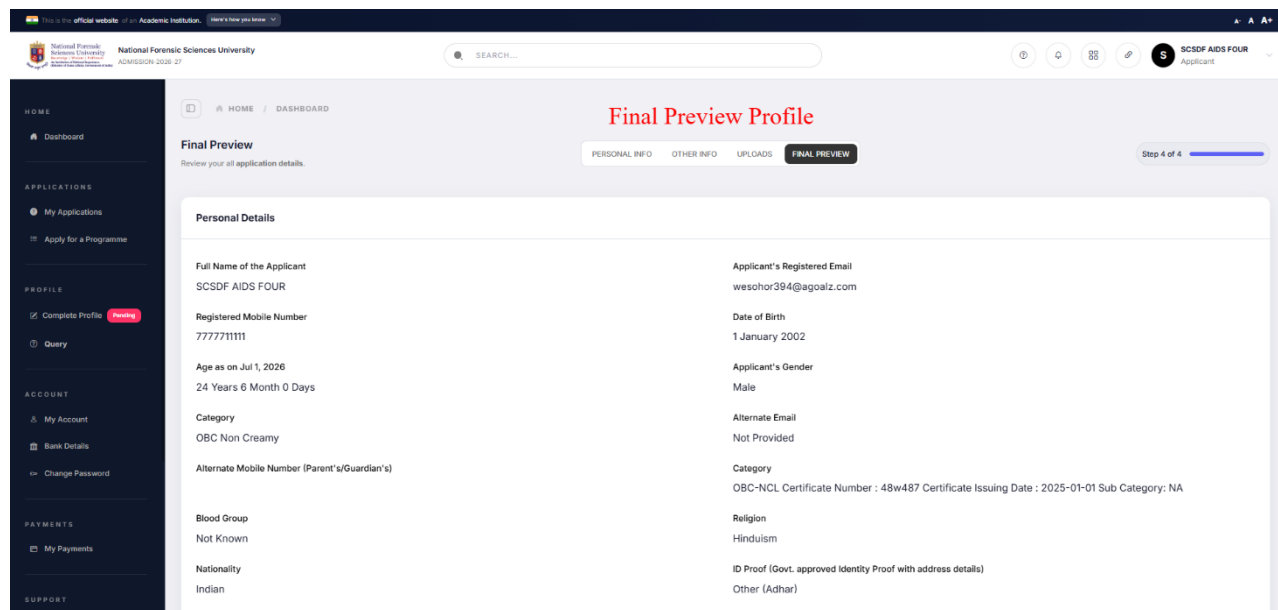 This is the official website of an Academic Institution. Here's how you know
A- A A+
National Forensic
Sciences University
National Forensic Sciences University
ADMISSION-2026-27
SEARCH...
S
SCSDF AIDS FOUR
Applicant
HOME
Dashboard
APPLICATIONS
My Applications
Apply for a Programme
PROFILE
Complete Profile Pending
Query
ACCOUNT
My Account
Bank Details
Change Password
PAYMENTS
My Payments
SUPPORT
HOME / DASHBOARD
Final Preview Profile
Final Preview
Review your all application details.
PERSONAL INFO OTHER INFO UPLOADS FINAL PREVIEW
Step 4 of 4
Personal Details
Full Name of the Applicant
SCSDF AIDS FOUR
Applicant's Registered Email
wesohor394@agoalz.com
Registered Mobile Number
7777711111
Date of Birth
1 January 2002
Age as on Jul 1, 2026
24 Years 6 Month 0 Days
Applicant's Gender
Male
Category
OBC Non Creamy
Alternate Email
Not Provided
Alternate Mobile Number (Parent's/Guardian's)
Category
OBC-NCL Certificate Number : 48w487 Certificate Issuing Date : 2025-01-01 Sub Category: NA
Blood Group
Not Known
Religion
Hinduism
Nationality
Indian
ID Proof (Govt. approved Identity Proof with address details)
Other (Adhar)